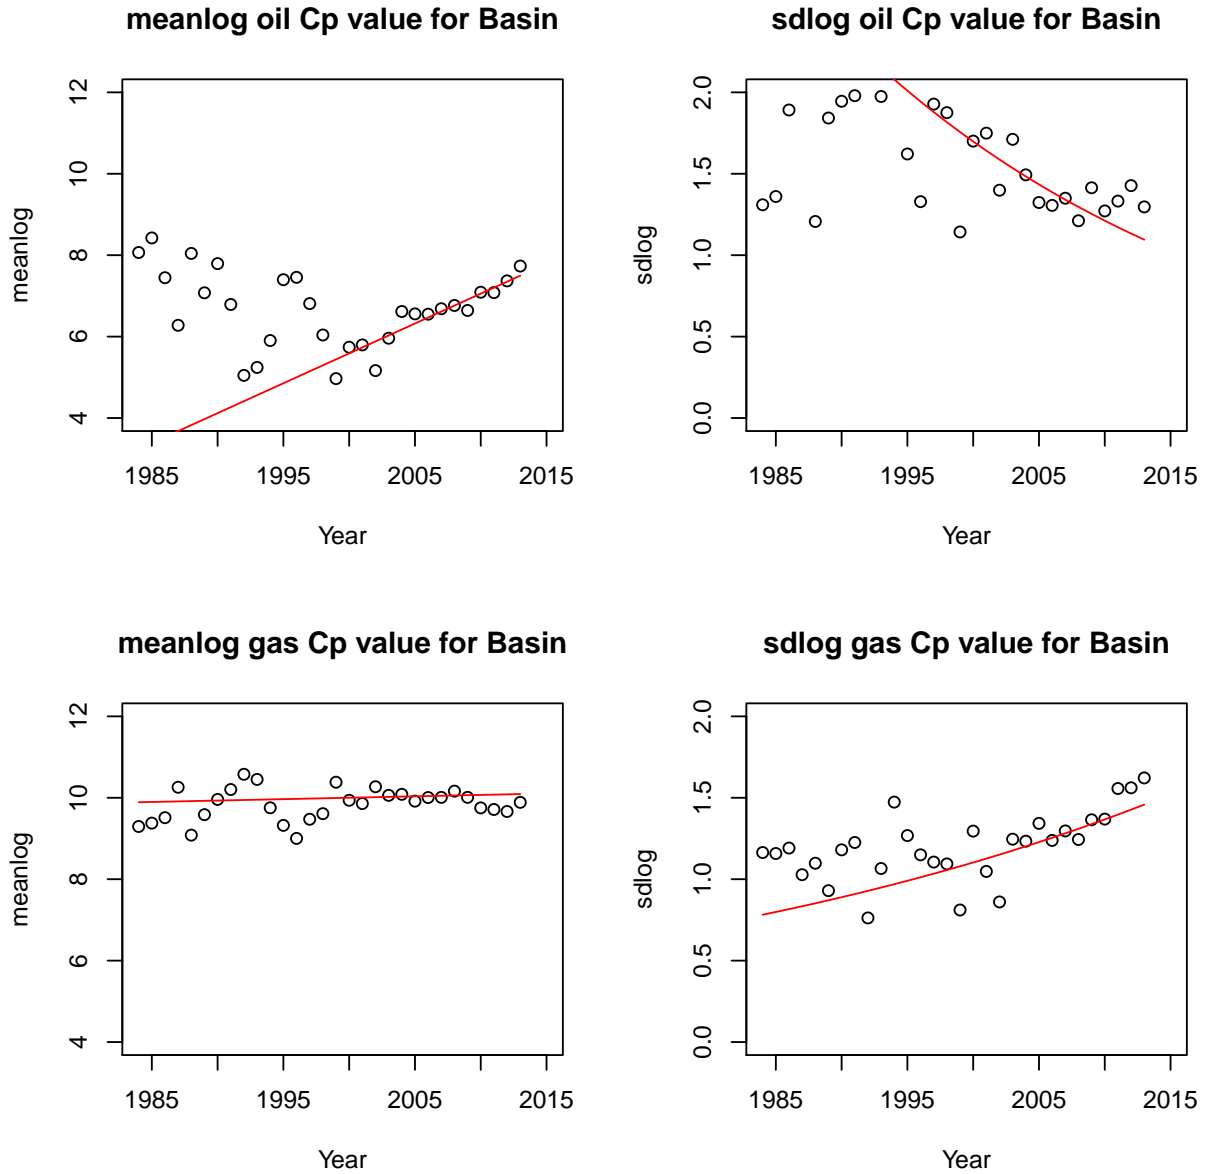 meanlog oil Cp value for Basin
meanlog
12
10
8
6
4
1985 1995 2005 2015
Year
sdlog oil Cp value for Basin
sdlog
2.0
1.5
1.0
0.5
0.0
1985 1995 2005 2015
Year
meanlog gas Cp value for Basin
meanlog
12
10
8
6
4
1985 1995 2005 2015
Year
sdlog gas Cp value for Basin
sdlog
2.0
1.5
1.0
0.5
0.0
1985 1995 2005 2015
Year